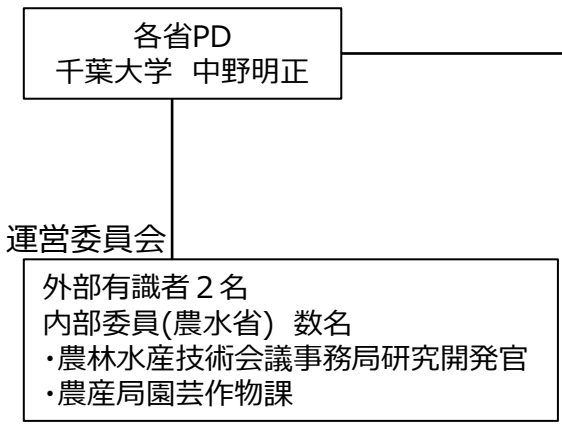 各省PD
千葉大学 中野明正
運営委員会
外部有識者２名
内部委員(農水省) 数名
・農林水産技術会議事務局研究開発官
・農産局園芸作物課